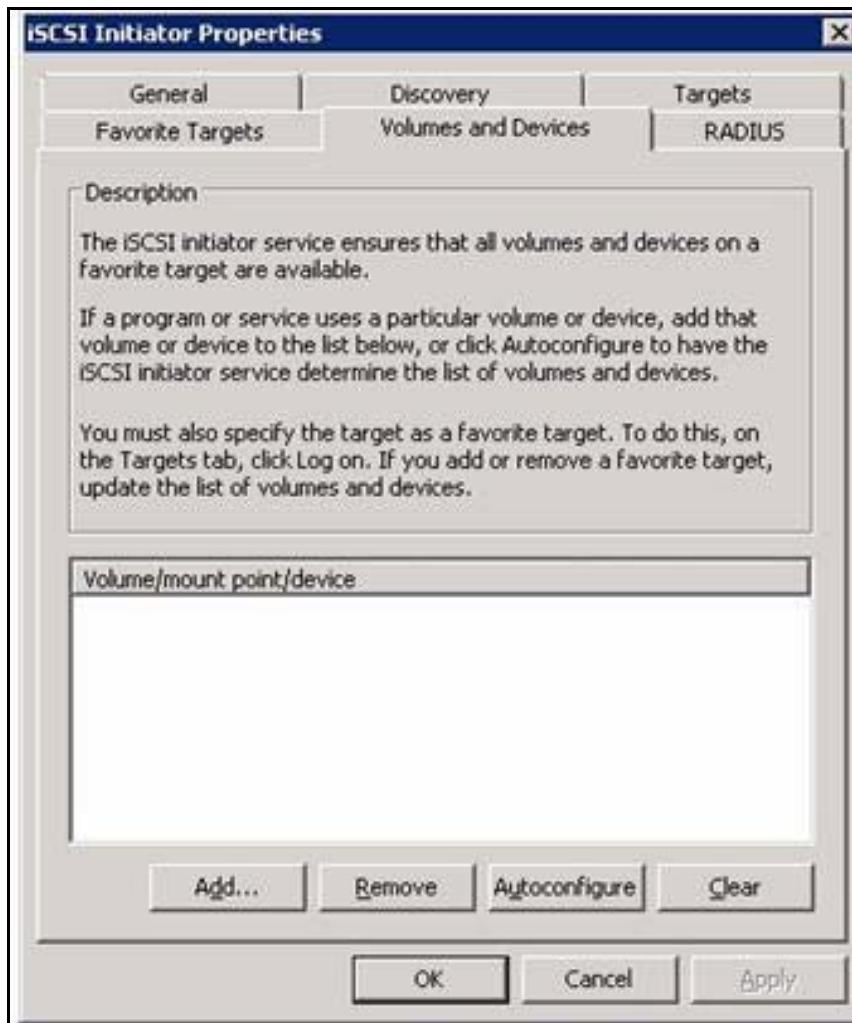 iSCSI Initiator Properties
General Discovery Targets
Favorite Targets Volumes and Devices RADIUS
Description
The iSCSI initiator service ensures that all volumes and devices on a
favorite target are available.
If a program or service uses a particular volume or device, add that
volume or device to the list below, or click Autoconfigure to have the
iSCSI initiator service determine the list of volumes and devices.
You must also specify the target as a favorite target. To do this, on
the Targets tab, click Log on. If you add or remove a favorite target,
update the list of volumes and devices.
Volume/mount point/device
Add... Remove Autoconfigure Clear
OK Cancel Apply